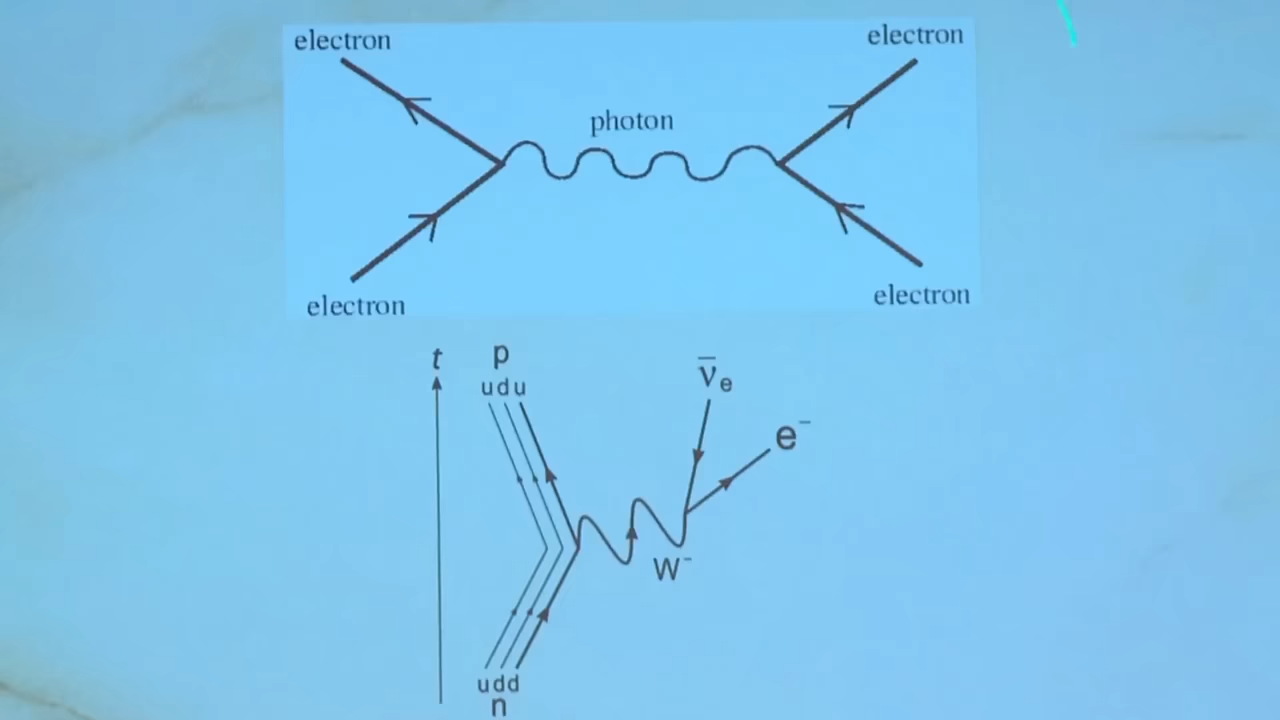 electron
electron
photon
electron
electron
t
p
udu
ν̅e
e⁻
W⁻
udd
n